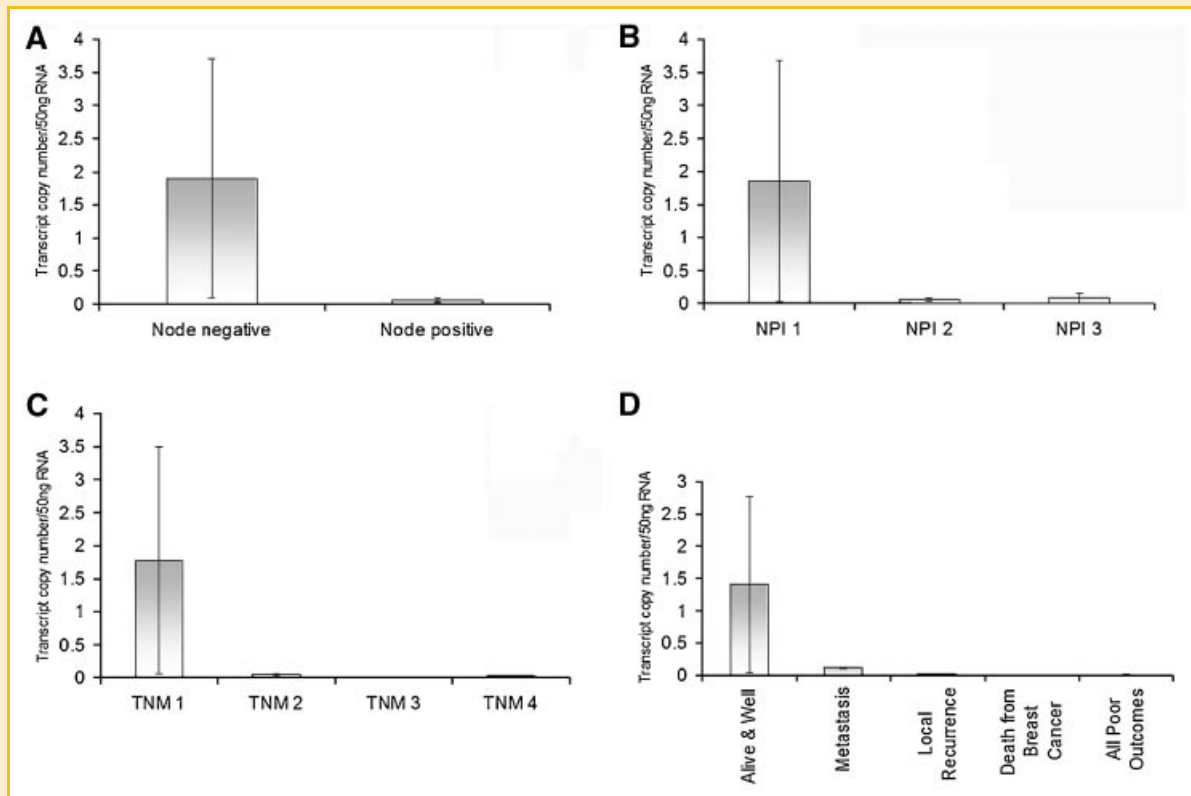 A
Transcript copy number/50ng RNA
4
3.5
3
2.5
2
1.5
1
0.5
0
Node negative
Node positive
B
Transcript copy number/50ng RNA
4
3.5
3
2.5
2
1.5
1
0.5
0
NPI 1
NPI 2
NPI 3
C
Transcript copy number/50ng RNA
4
3.5
3
2.5
2
1.5
1
0.5
0
TNM 1
TNM 2
TNM 3
TNM 4
D
Transcript copy number/50ng RNA
3
2.5
2
1.5
1
0.5
0
Alive & Well
Metastasis
Local
Recurrence
Death from
Breast
Cancer
All Poor
Outcomes